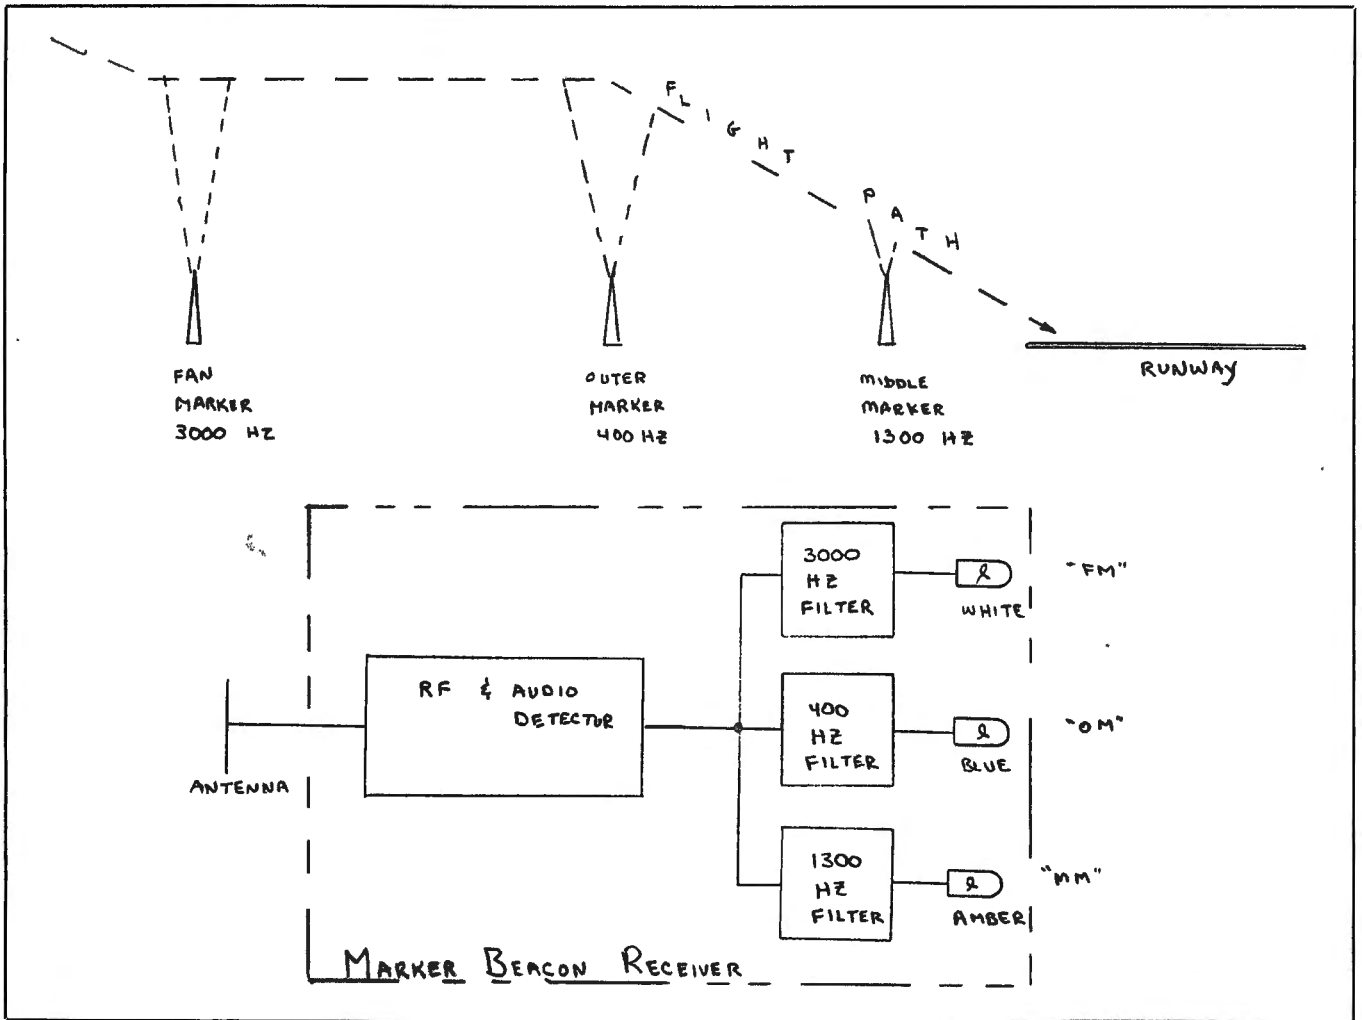 FLIGHT PATH
FAN
MARKER
3000 HZ
OUTER
MARKER
400 HZ
MIDDLE
MARKER
1300 HZ
RUNWAY
3000
HZ
FILTER
WHITE
"FM"
RF & AUDIO
DETECTOR
ANTENNA
400
HZ
FILTER
BLUE
"OM"
1300
HZ
FILTER
AMBER
"MM"
MARKER BEACON RECEIVER